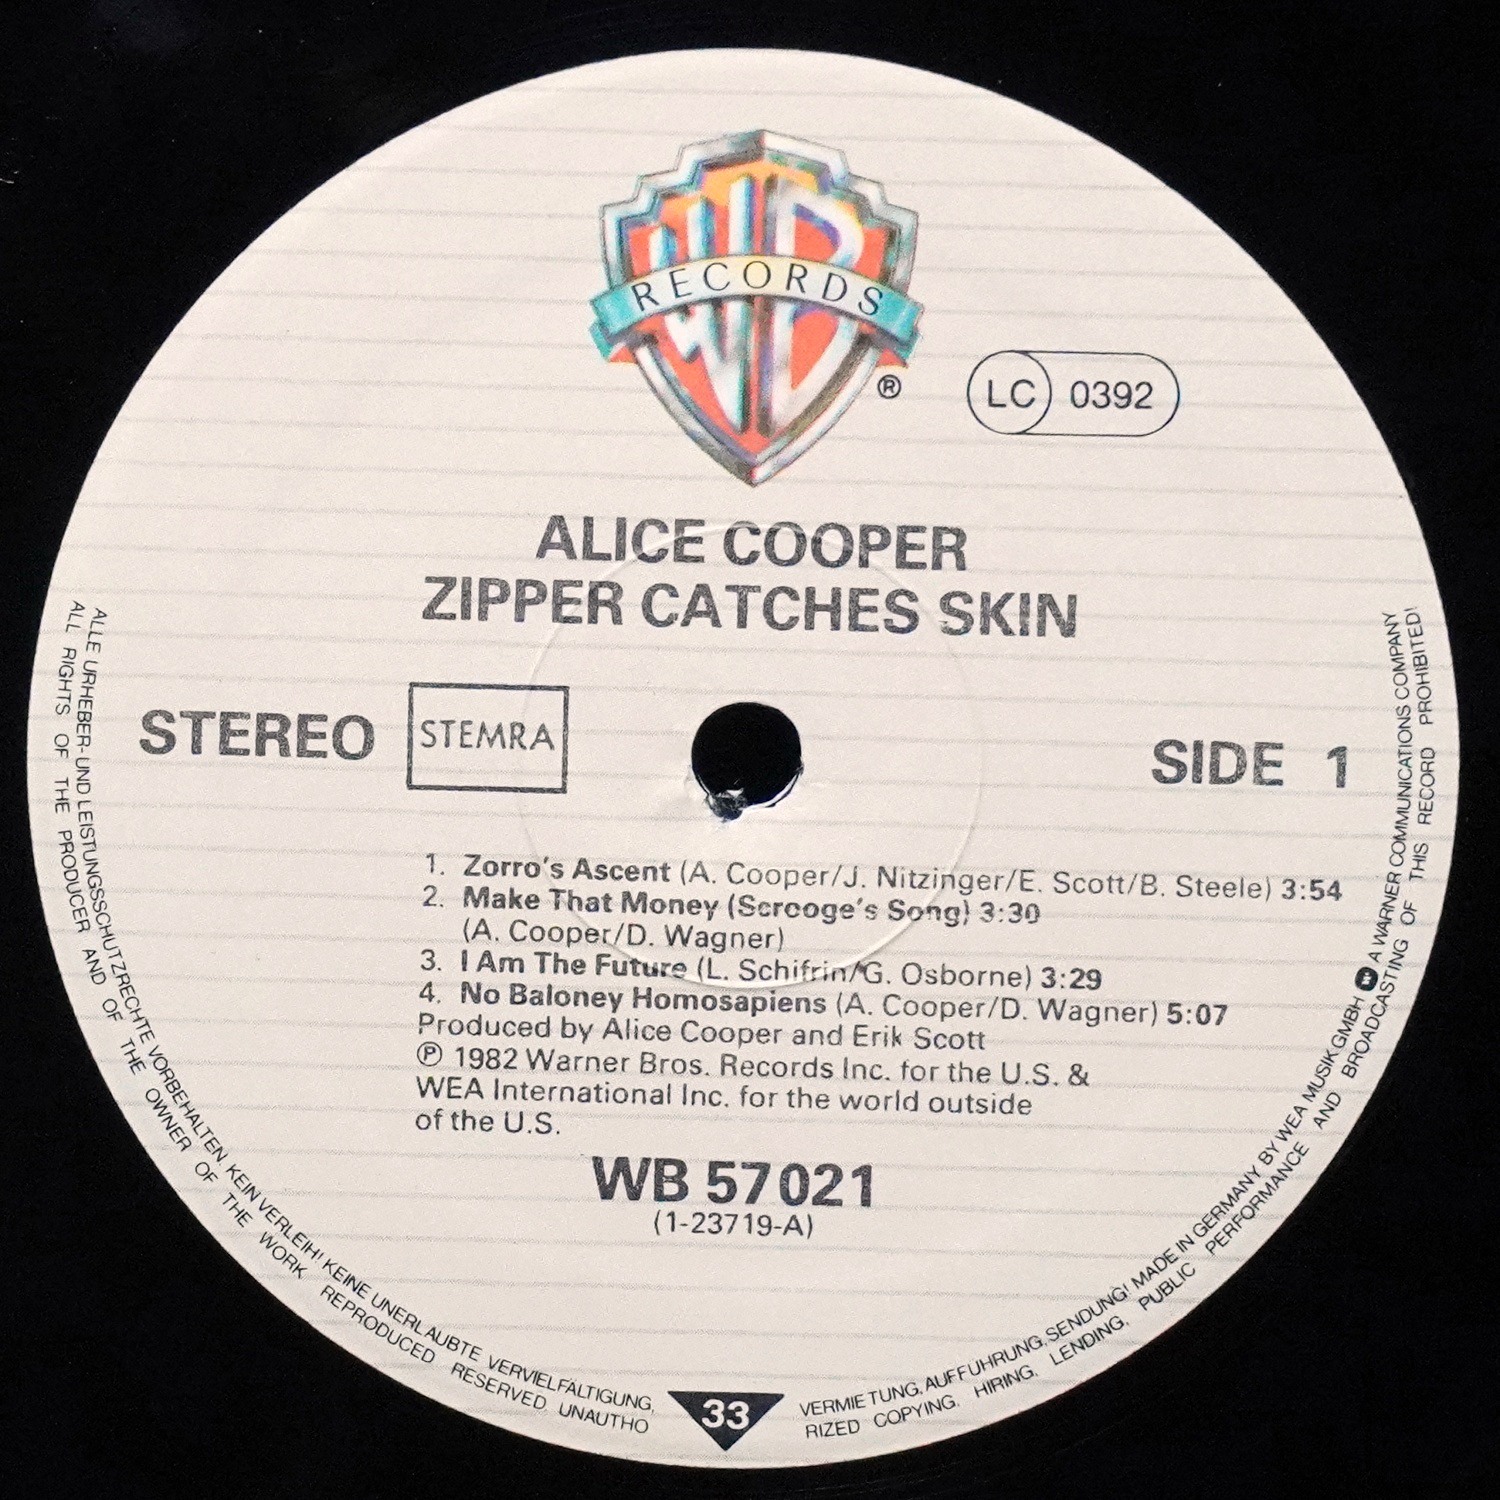 WB
RECORDS
®
LC 0392
ALICE COOPER
ZIPPER CATCHES SKIN
STEREO STEMRA SIDE 1
1. Zorro's Ascent (A. Cooper/J. Nitzinger/E. Scott/B. Steele) 3:54
2. Make That Money (Scrooge's Song) 3:30
(A. Cooper/D. Wagner)
3. I Am The Future (L. Schifrin/G. Osborne) 3:29
4. No Baloney Homosapiens (A. Cooper/D. Wagner) 5:07
Produced by Alice Cooper and Erik Scott
℗ 1982 Warner Bros. Records Inc. for the U.S. &
WEA International Inc. for the world outside
of the U.S.
WB 57 021
(1-23719-A)
ALLE URHEBER- UND LEISTUNGSSCHUTZRECHTE VORBEHALTEN. KEIN VERLEIH! KEINE UNERLAUBTE VERVIELFÄLTIGUNG, VERMIETUNG, AUFFÜHRUNG, SENDUNG! MADE IN GERMANY BY WEA MUSIK GMBH A WARNER COMMUNICATIONS COMPANY
ALL RIGHTS OF THE PRODUCER AND OF THE OWNER OF THE WORK REPRODUCED RESERVED UNAUTHORIZED COPYING, HIRING, LENDING, PUBLIC PERFORMANCE AND BROADCASTING OF THIS RECORD PROHIBITED!
33